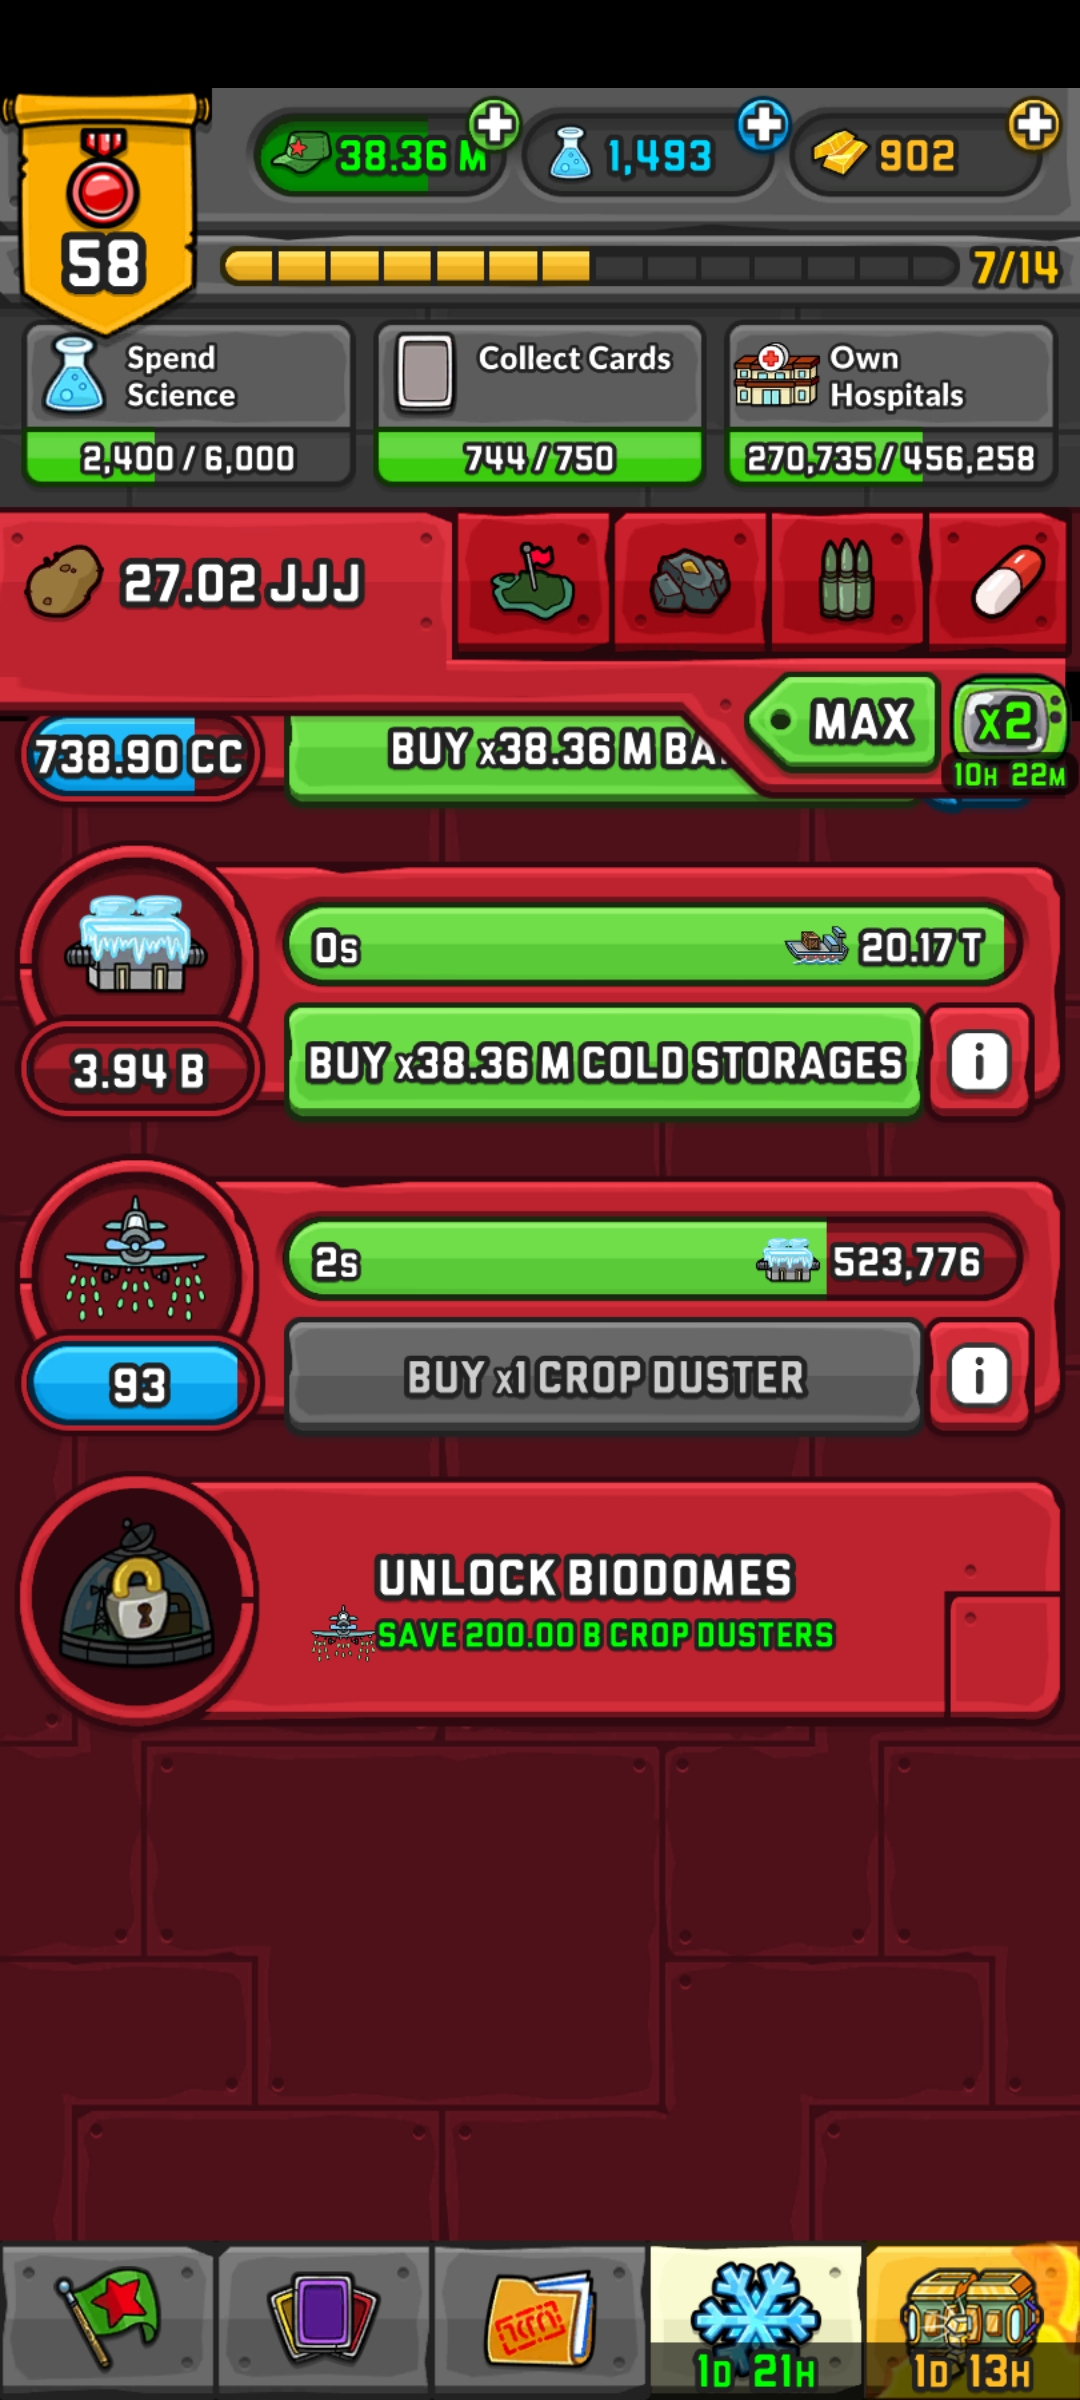 38.36 M
1,493
902
58
7/14
Spend
Science
2,400 / 6,000
Collect Cards
744 / 750
Own
Hospitals
270,735 / 456,258
27.02 JJJ
MAX
x2
10H 22M
738.90 CC
BUY x38.36 M BA
0s
20.17 T
3.94 B
BUY x38.36 M COLD STORAGES
i
2s
523,776
93
BUY x1 CROP DUSTER
i
UNLOCK BIODOMES
SAVE 200.00 B CROP DUSTERS
1D 21H
1D 13H